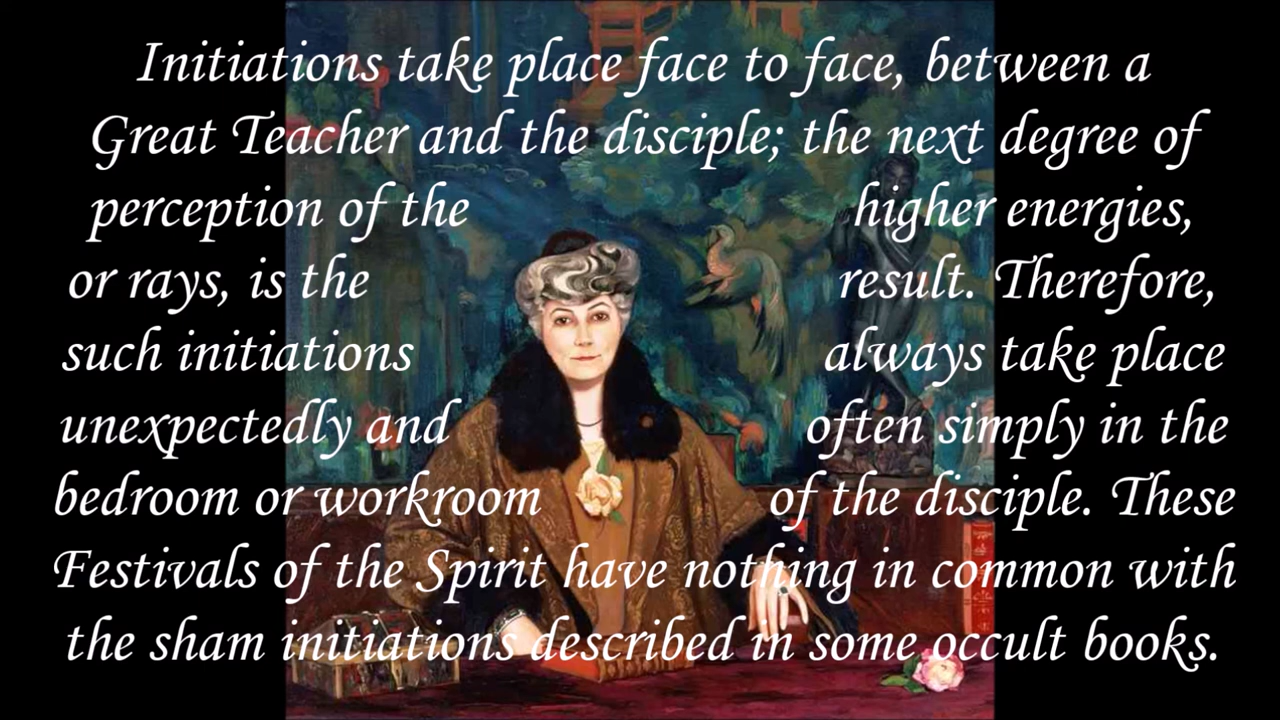 Initiations take place face to face, between a
Great Teacher and the disciple; the next degree of
perception of the higher energies,
or rays, is the result. Therefore,
such initiations always take place
unexpectedly and often simply in the
bedroom or workroom of the disciple. These
Festivals of the Spirit have nothing in common with
the sham initiations described in some occult books.